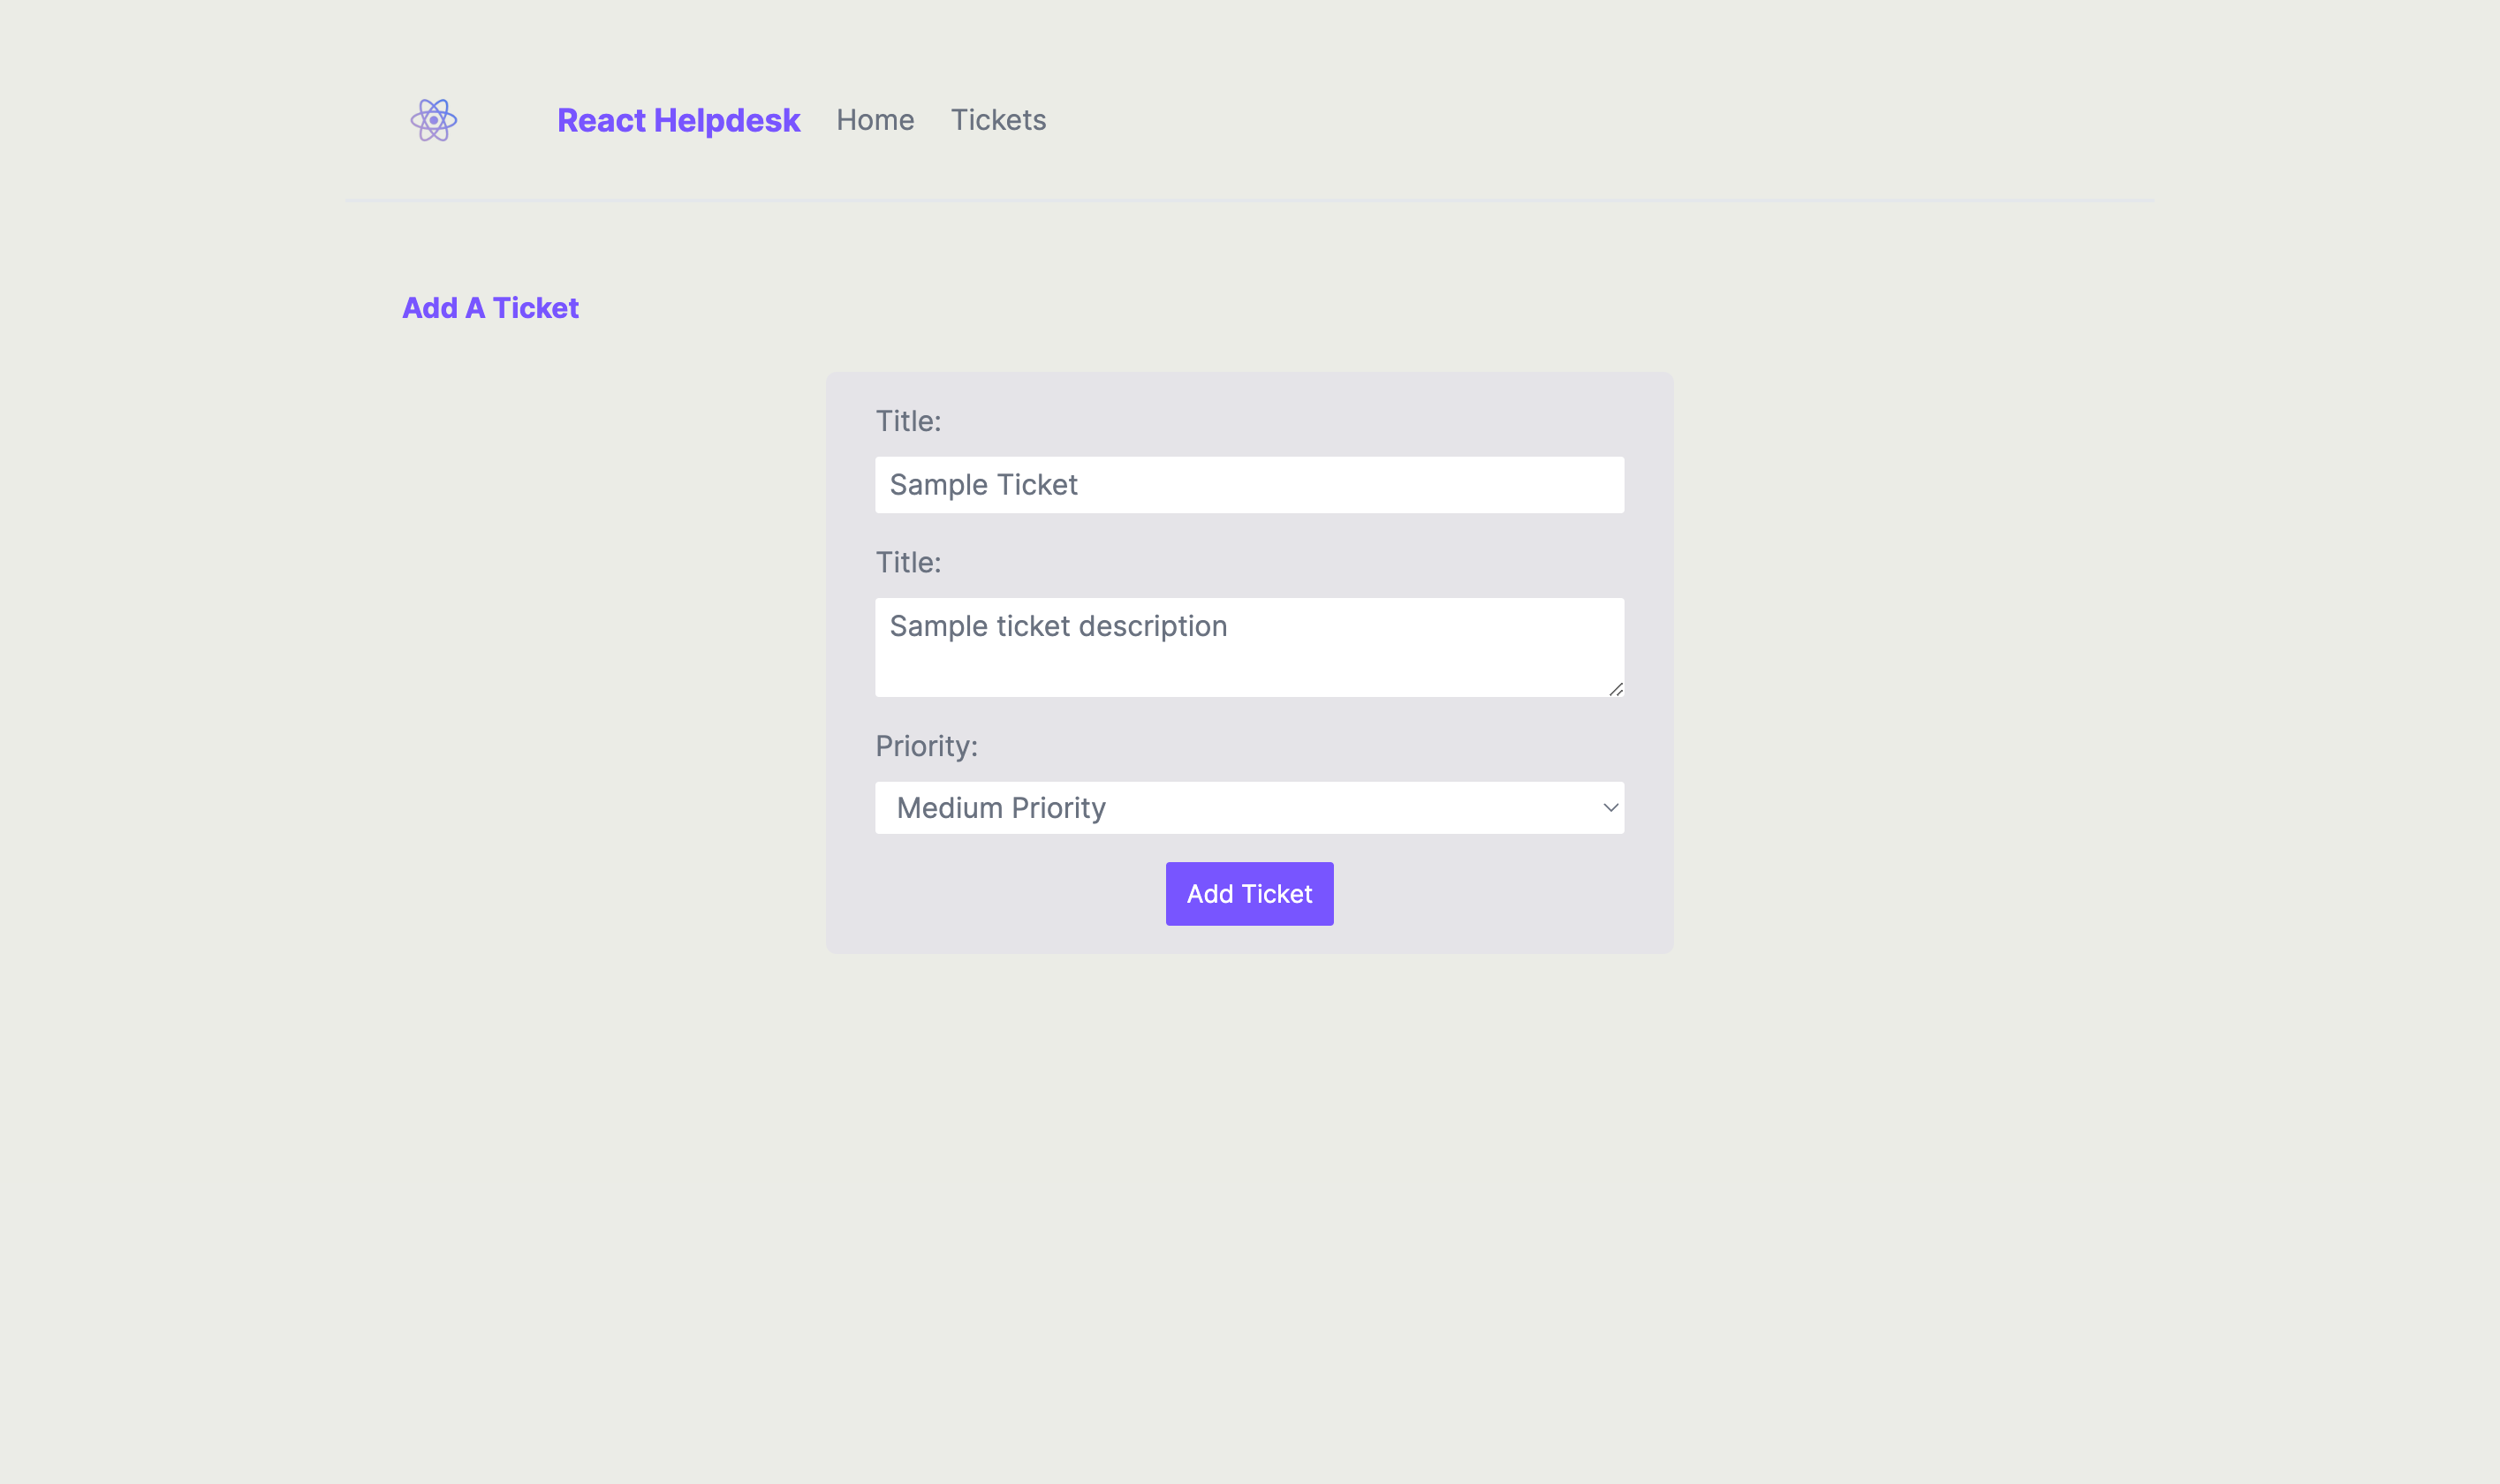 React Helpdesk Home Tickets
Add A Ticket
Title:
Sample Ticket
Title:
Sample ticket description
Priority:
Medium Priority
Add Ticket